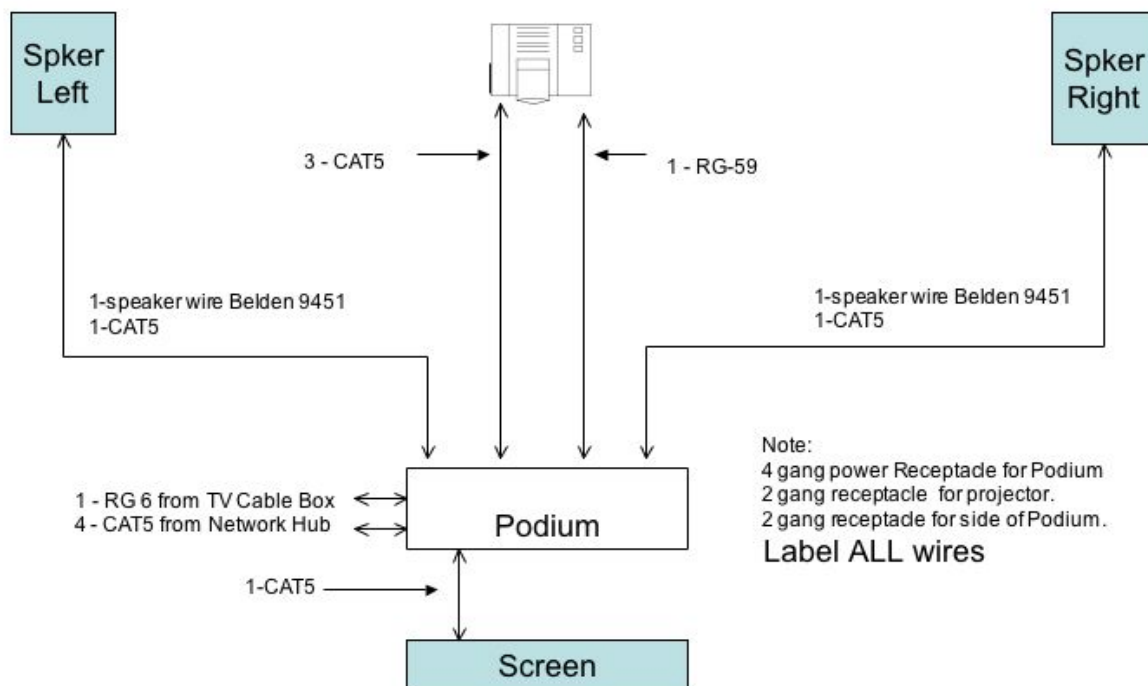 Spker
Left
Spker
Right
3 - CAT5
1 - RG-59
1-speaker wire Belden 9451
1-CAT5
1-speaker wire Belden 9451
1-CAT5
1 - RG 6 from TV Cable Box
4 - CAT5 from Network Hub
Podium
Note:
4 gang power Receptacle for Podium
2 gang receptacle for projector.
2 gang receptacle for side of Podium.
Label ALL wires
1-CAT5
Screen